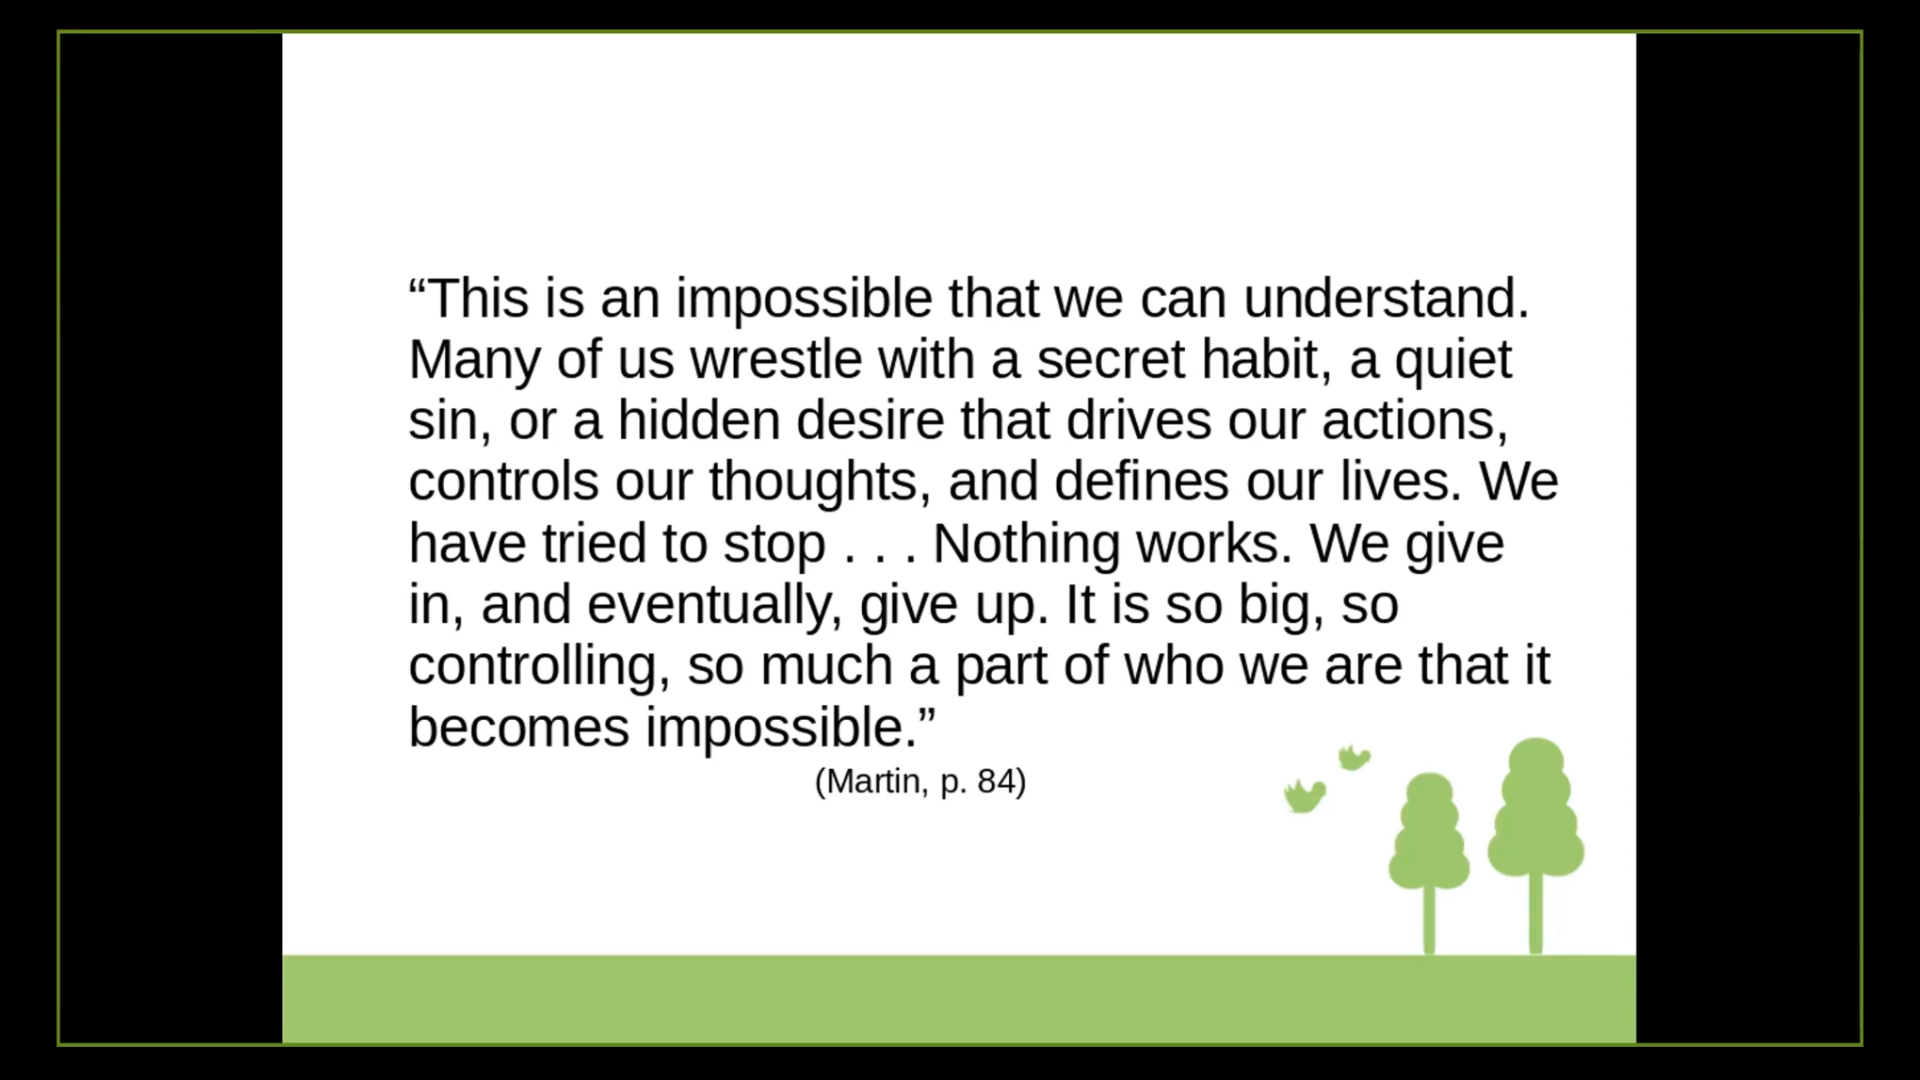 “This is an impossible that we can understand.
Many of us wrestle with a secret habit, a quiet
sin, or a hidden desire that drives our actions,
controls our thoughts, and defines our lives. We
have tried to stop . . . Nothing works. We give
in, and eventually, give up. It is so big, so
controlling, so much a part of who we are that it
becomes impossible.”
(Martin, p. 84)